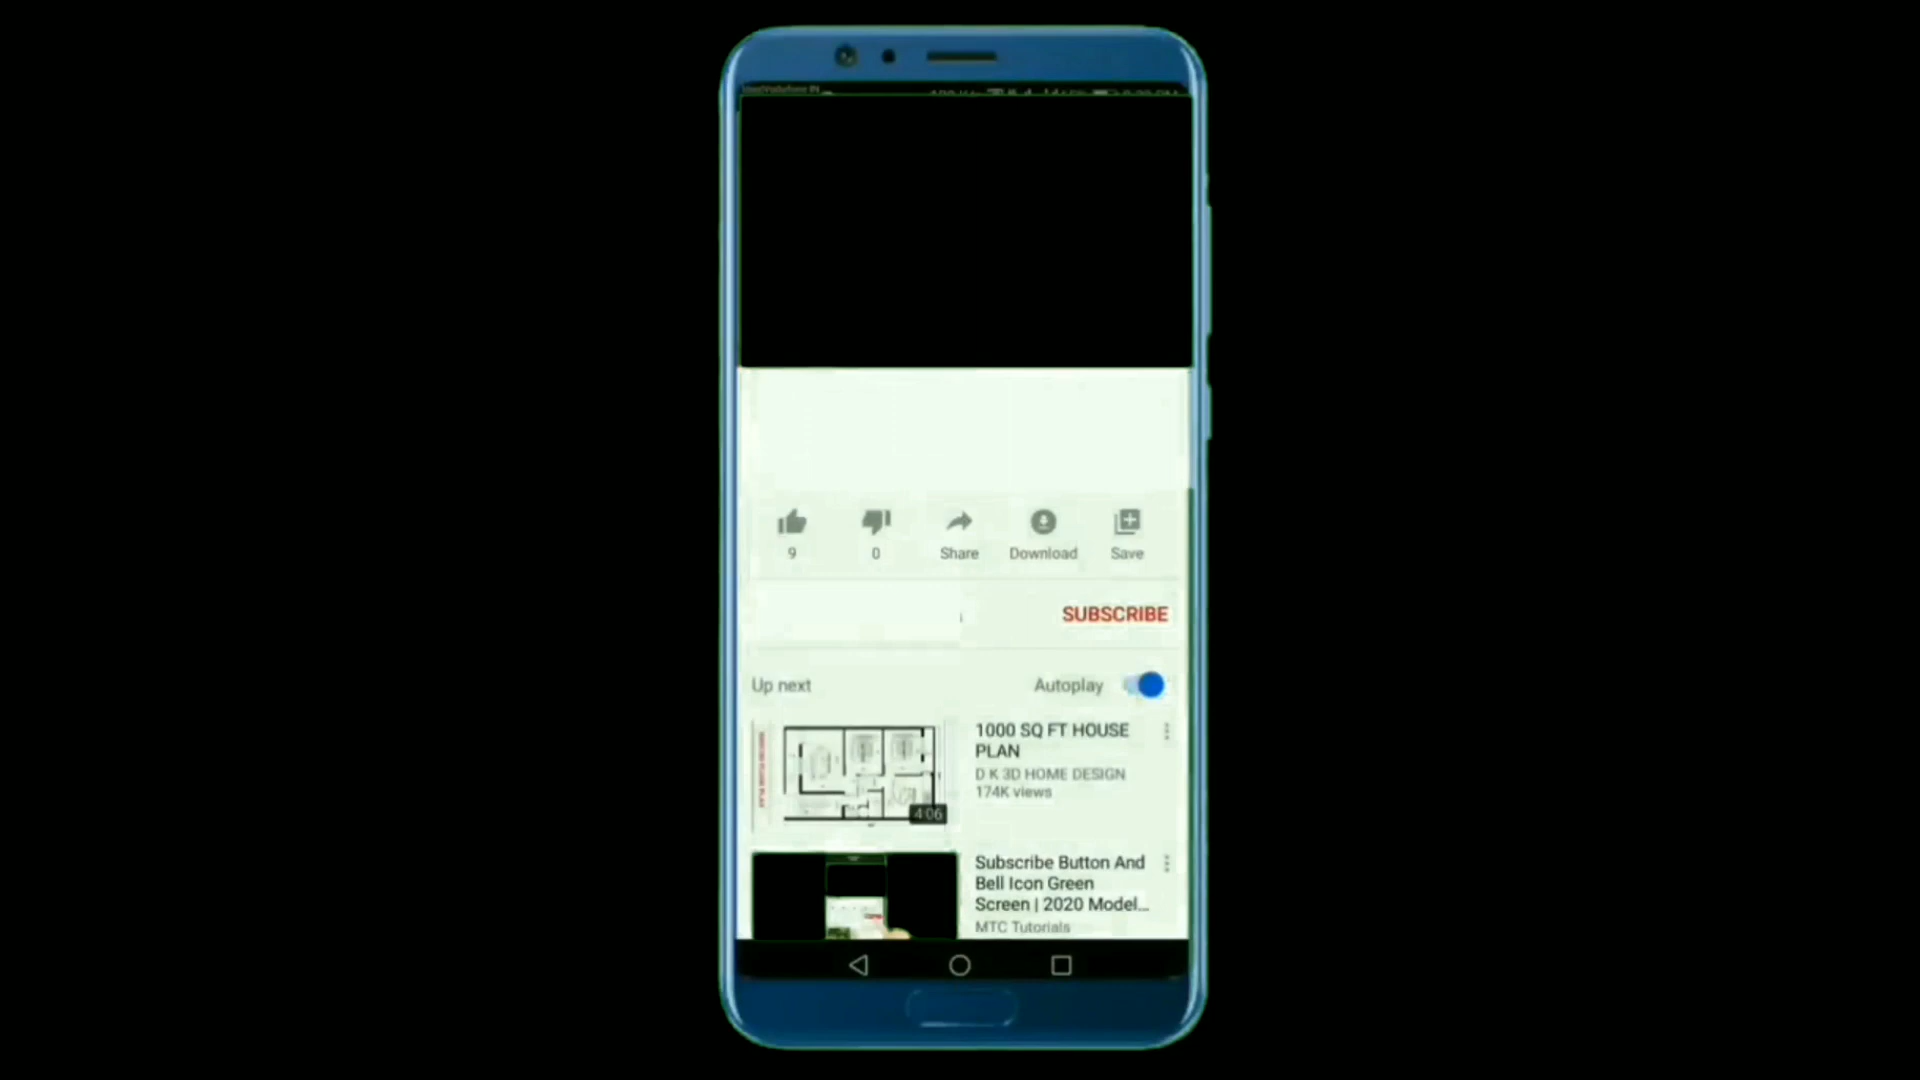 9
0
Share
Download
Save
SUBSCRIBE
Up next
Autoplay
1000 SQ FT HOUSE
PLAN
D K 3D HOME DESIGN
174K views
4:06
Subscribe Button And
Bell Icon Green
Screen | 2020 Model...
MTC Tutorials